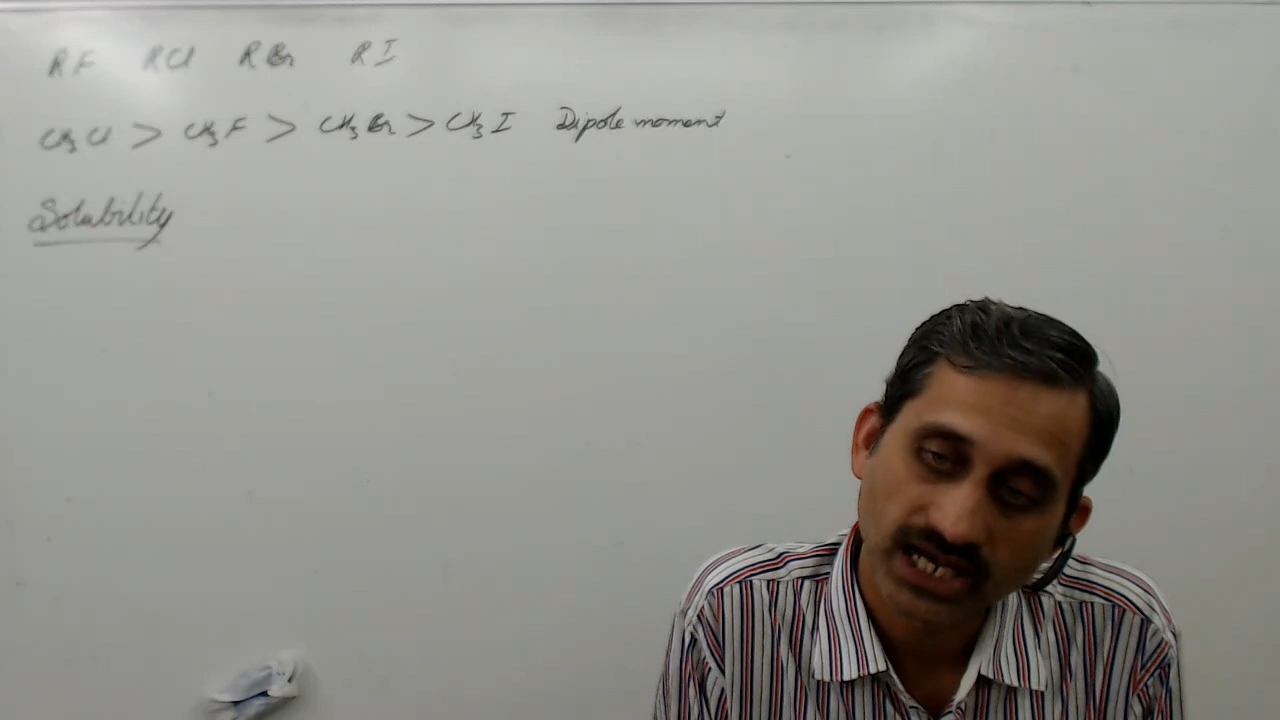 RF RCl RBr RI
CH₃Cl > CH₃F > CH₃Br > CH₃I Dipole moment
Solubility